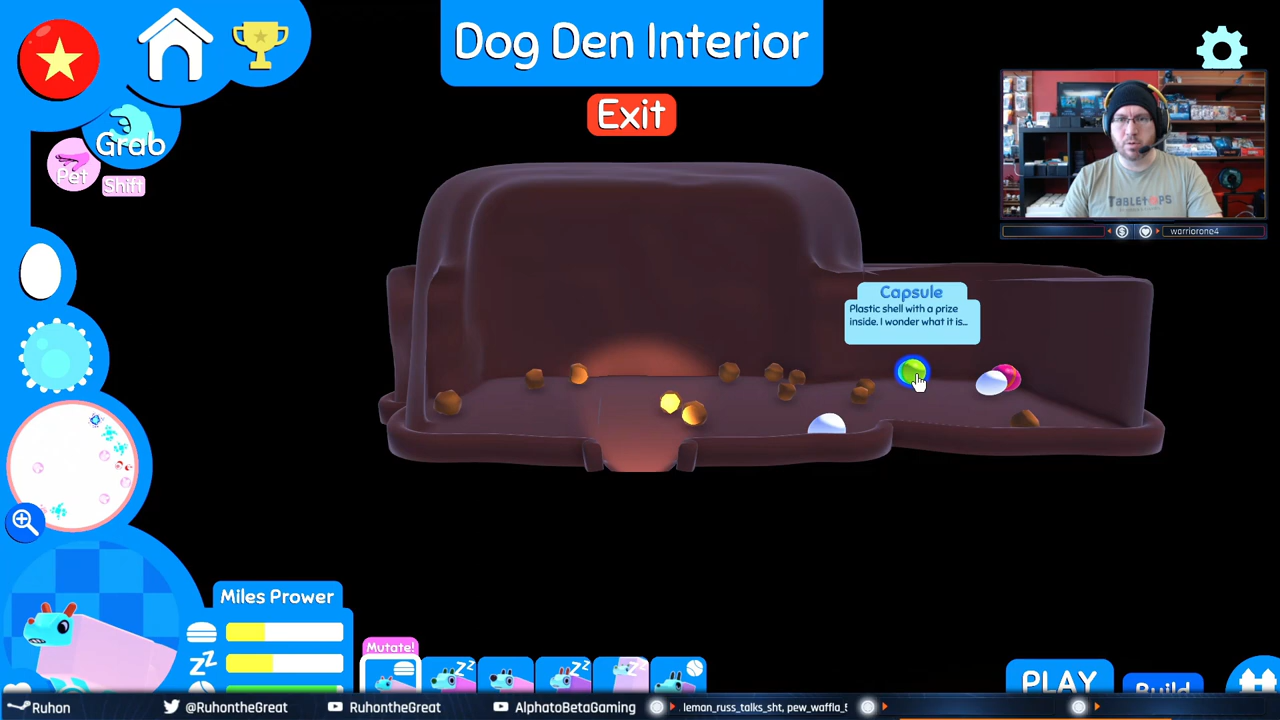 Dog Den Interior
Exit
Grab
Pet
Shift
Capsule
Plastic shell with a prize
inside. I wonder what it is...
TABLETOPS
warriorone4
Miles Prower
Mutate!
PLAY
Build
Ruhon
@RuhontheGreat
RuhontheGreat
AlphatoBetaGaming
leman_russ_talks_sht, pew_waffla_